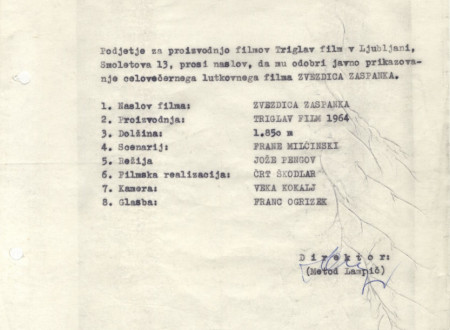 Podjetje za proizvodnjo filmov Triglav film v Ljubljani,
Smoletova 13, prosi naslov, da mu odobri javno prikazova-
nje celovečernega lutkovnega filma ZVEZDICA ZASPANKA.
1. Naslov filma: ZVEZDICA ZASPANKA
2. Proizvodnja: TRIGLAV FILM 1964
3. Dolžina: 1.850 m
4. Scenarij: FRANE MILČINSKI
5. Režija JOŽE PENGOV
6. Filmska realizacija: ČRT ŠKODLAR
7. Kamera: VEKA KOKALJ
8. Glasba: FRANC OGRIZEK
D i r e k t o r:
(Metod Lampič)